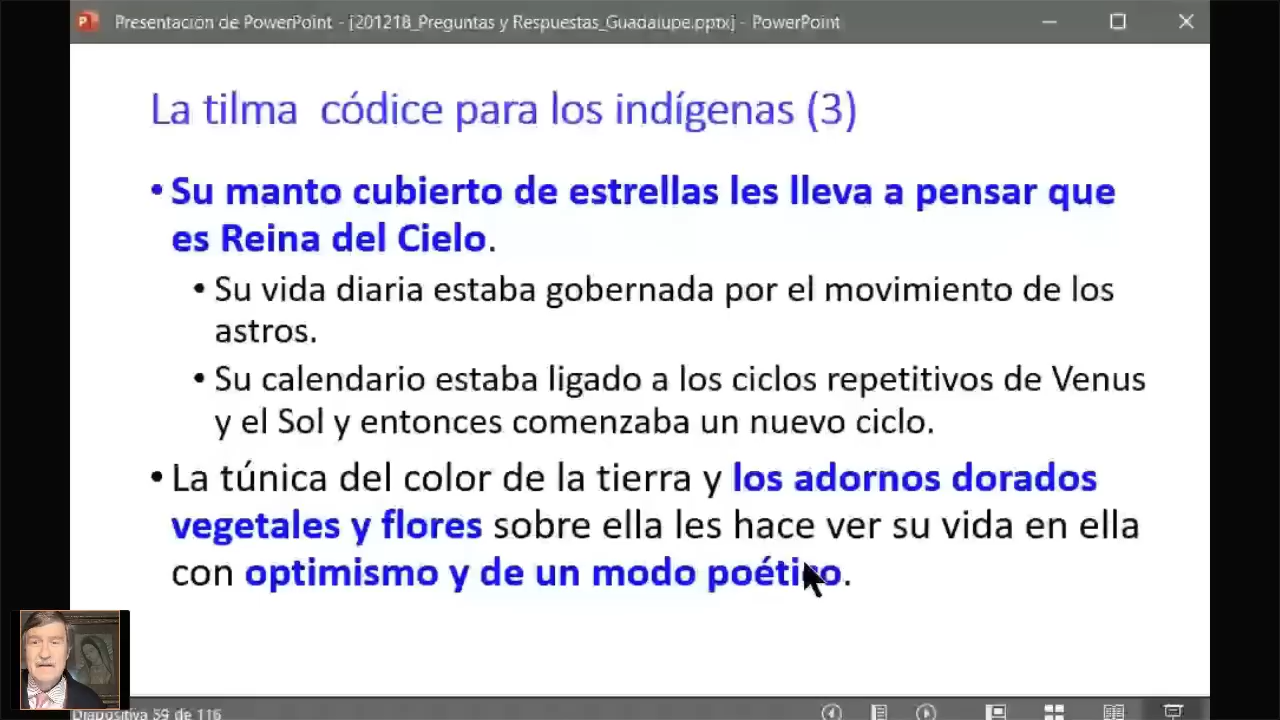 Presentación de PowerPoint - [201218_Preguntas y Respuestas_Guadalupe.pptx] - PowerPoint
La tilma códice para los indígenas (3)
• Su manto cubierto de estrellas les lleva a pensar que
es Reina del Cielo.
• Su vida diaria estaba gobernada por el movimiento de los
astros.
• Su calendario estaba ligado a los ciclos repetitivos de Venus
y el Sol y entonces comenzaba un nuevo ciclo.
• La túnica del color de la tierra y los adornos dorados
vegetales y flores sobre ella les hace ver su vida en ella
con optimismo y de un modo poético.
Diapositiva 59 de 116